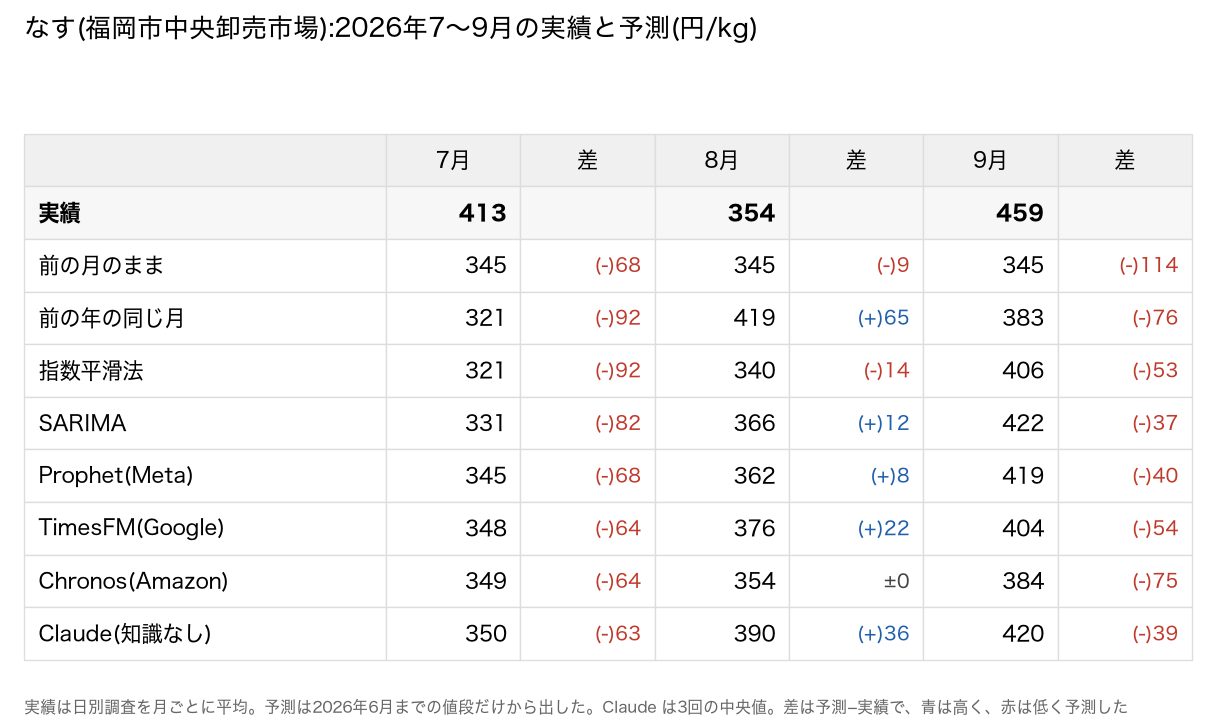 なす(福岡市中央卸売市場):2026年7〜9月の実績と予測(円/kg)
7月 差 8月 差 9月 差
実績 413 354 459
前の月のまま 345 (-)68 345 (-)9 345 (-)114
前の年の同じ月 321 (-)92 419 (+)65 383 (-)76
指数平滑法 321 (-)92 340 (-)14 406 (-)53
SARIMA 331 (-)82 366 (+)12 422 (-)37
Prophet(Meta) 345 (-)68 362 (+)8 419 (-)40
TimesFM(Google) 348 (-)64 376 (+)22 404 (-)54
Chronos(Amazon) 349 (-)64 354 ±0 384 (-)75
Claude(知識なし) 350 (-)63 390 (+)36 420 (-)39
実績は日別調査を月ごとに平均。予測は2026年6月までの値段だけから出した。Claude は3回の中央値。差は予測−実績で、青は高く、赤は低く予測した